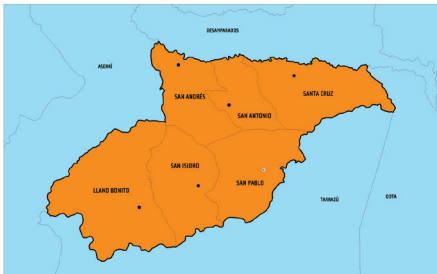 DESAMPARADOS
ASERRÍ
SAN ANDRÉS
SANTA CRUZ
SAN ANTONIO
SAN ISIDRO
LLANO BONITO
SAN PABLO
TARRAZÚ
DOTA